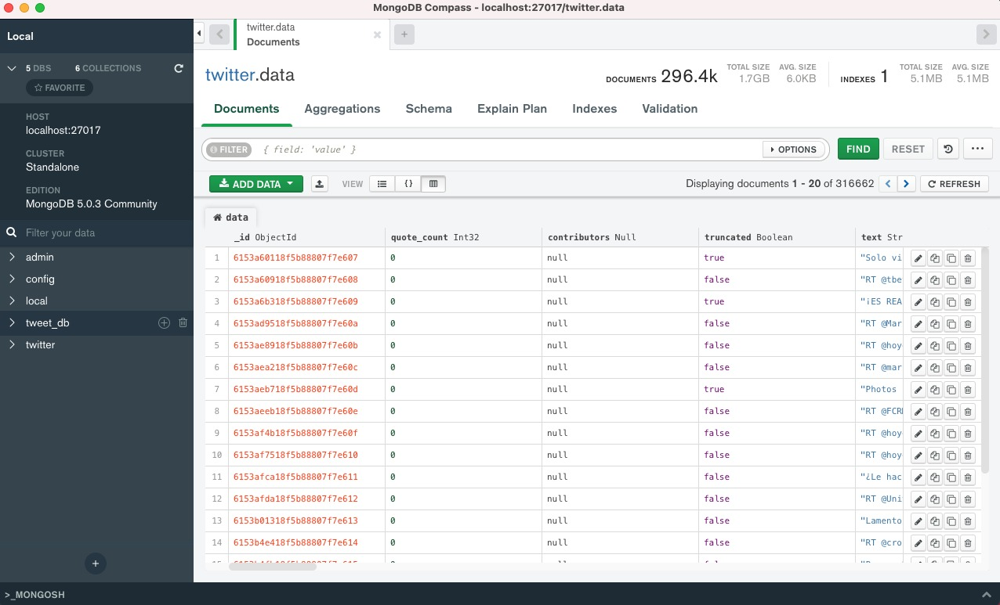 MongoDB Compass - localhost:27017/twitter.data
Local
5 DBS 6 COLLECTIONS
FAVORITE
HOST
localhost:27017
CLUSTER
Standalone
EDITION
MongoDB 5.0.3 Community
Filter your data
admin
config
local
tweet_db
twitter
>_MONGOSH
twitter.data
Documents
twitter.data
DOCUMENTS 296.4k TOTAL SIZE 1.7GB AVG. SIZE 6.0KB INDEXES 1 TOTAL SIZE 5.1MB AVG. SIZE 5.1MB
Documents Aggregations Schema Explain Plan Indexes Validation
FILTER { field: 'value' } OPTIONS FIND RESET
ADD DATA VIEW {} Displaying documents 1 - 20 of 316662 REFRESH
data
_id ObjectId quote_count Int32 contributors Null truncated Boolean text Str
1 6153a60118f5b88807f7e607 0 null true "Solo vi
2 6153a60918f5b88807f7e608 0 null false "RT @tbe
3 6153a6b318f5b88807f7e609 0 null true "¡ES REA
4 6153ad9518f5b88807f7e60a 0 null false "RT @Mar
5 6153ae8918f5b88807f7e60b 0 null false "RT @hoy
6 6153aea218f5b88807f7e60c 0 null false "RT @mar
7 6153aeb718f5b88807f7e60d 0 null true "Photos
8 6153aeeb18f5b88807f7e60e 0 null false "RT @FCR
9 6153af4b18f5b88807f7e60f 0 null false "RT @hoy
10 6153af7518f5b88807f7e610 0 null false "RT @hoy
11 6153afca18f5b88807f7e611 0 null false "¿Le hac
12 6153afda18f5b88807f7e612 0 null false "RT @Uni
13 6153b01318f5b88807f7e613 0 null false "Lamento
14 6153b4e418f5b88807f7e614 0 null false "RT @cro